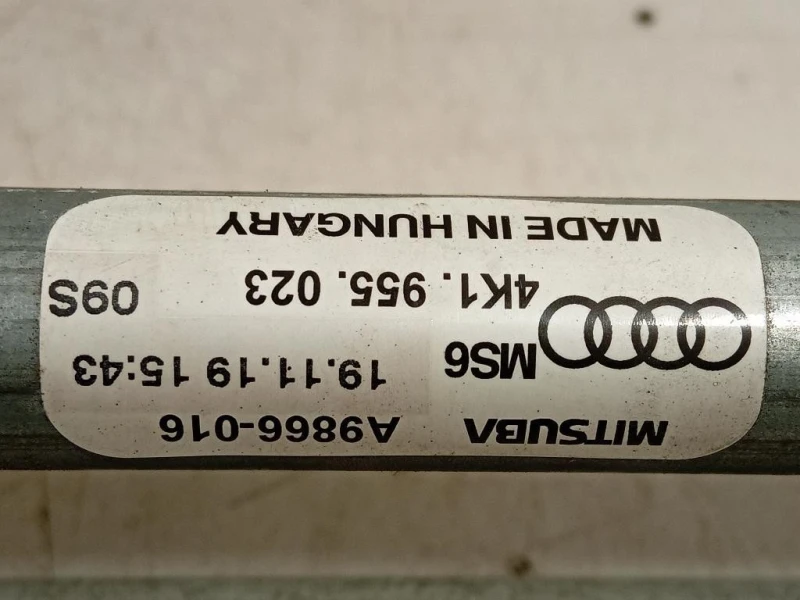 MITSUBA A9866-016
MS6 19.11.19 15:43
4K1. 955. 023 09S
MADE IN HUNGARY